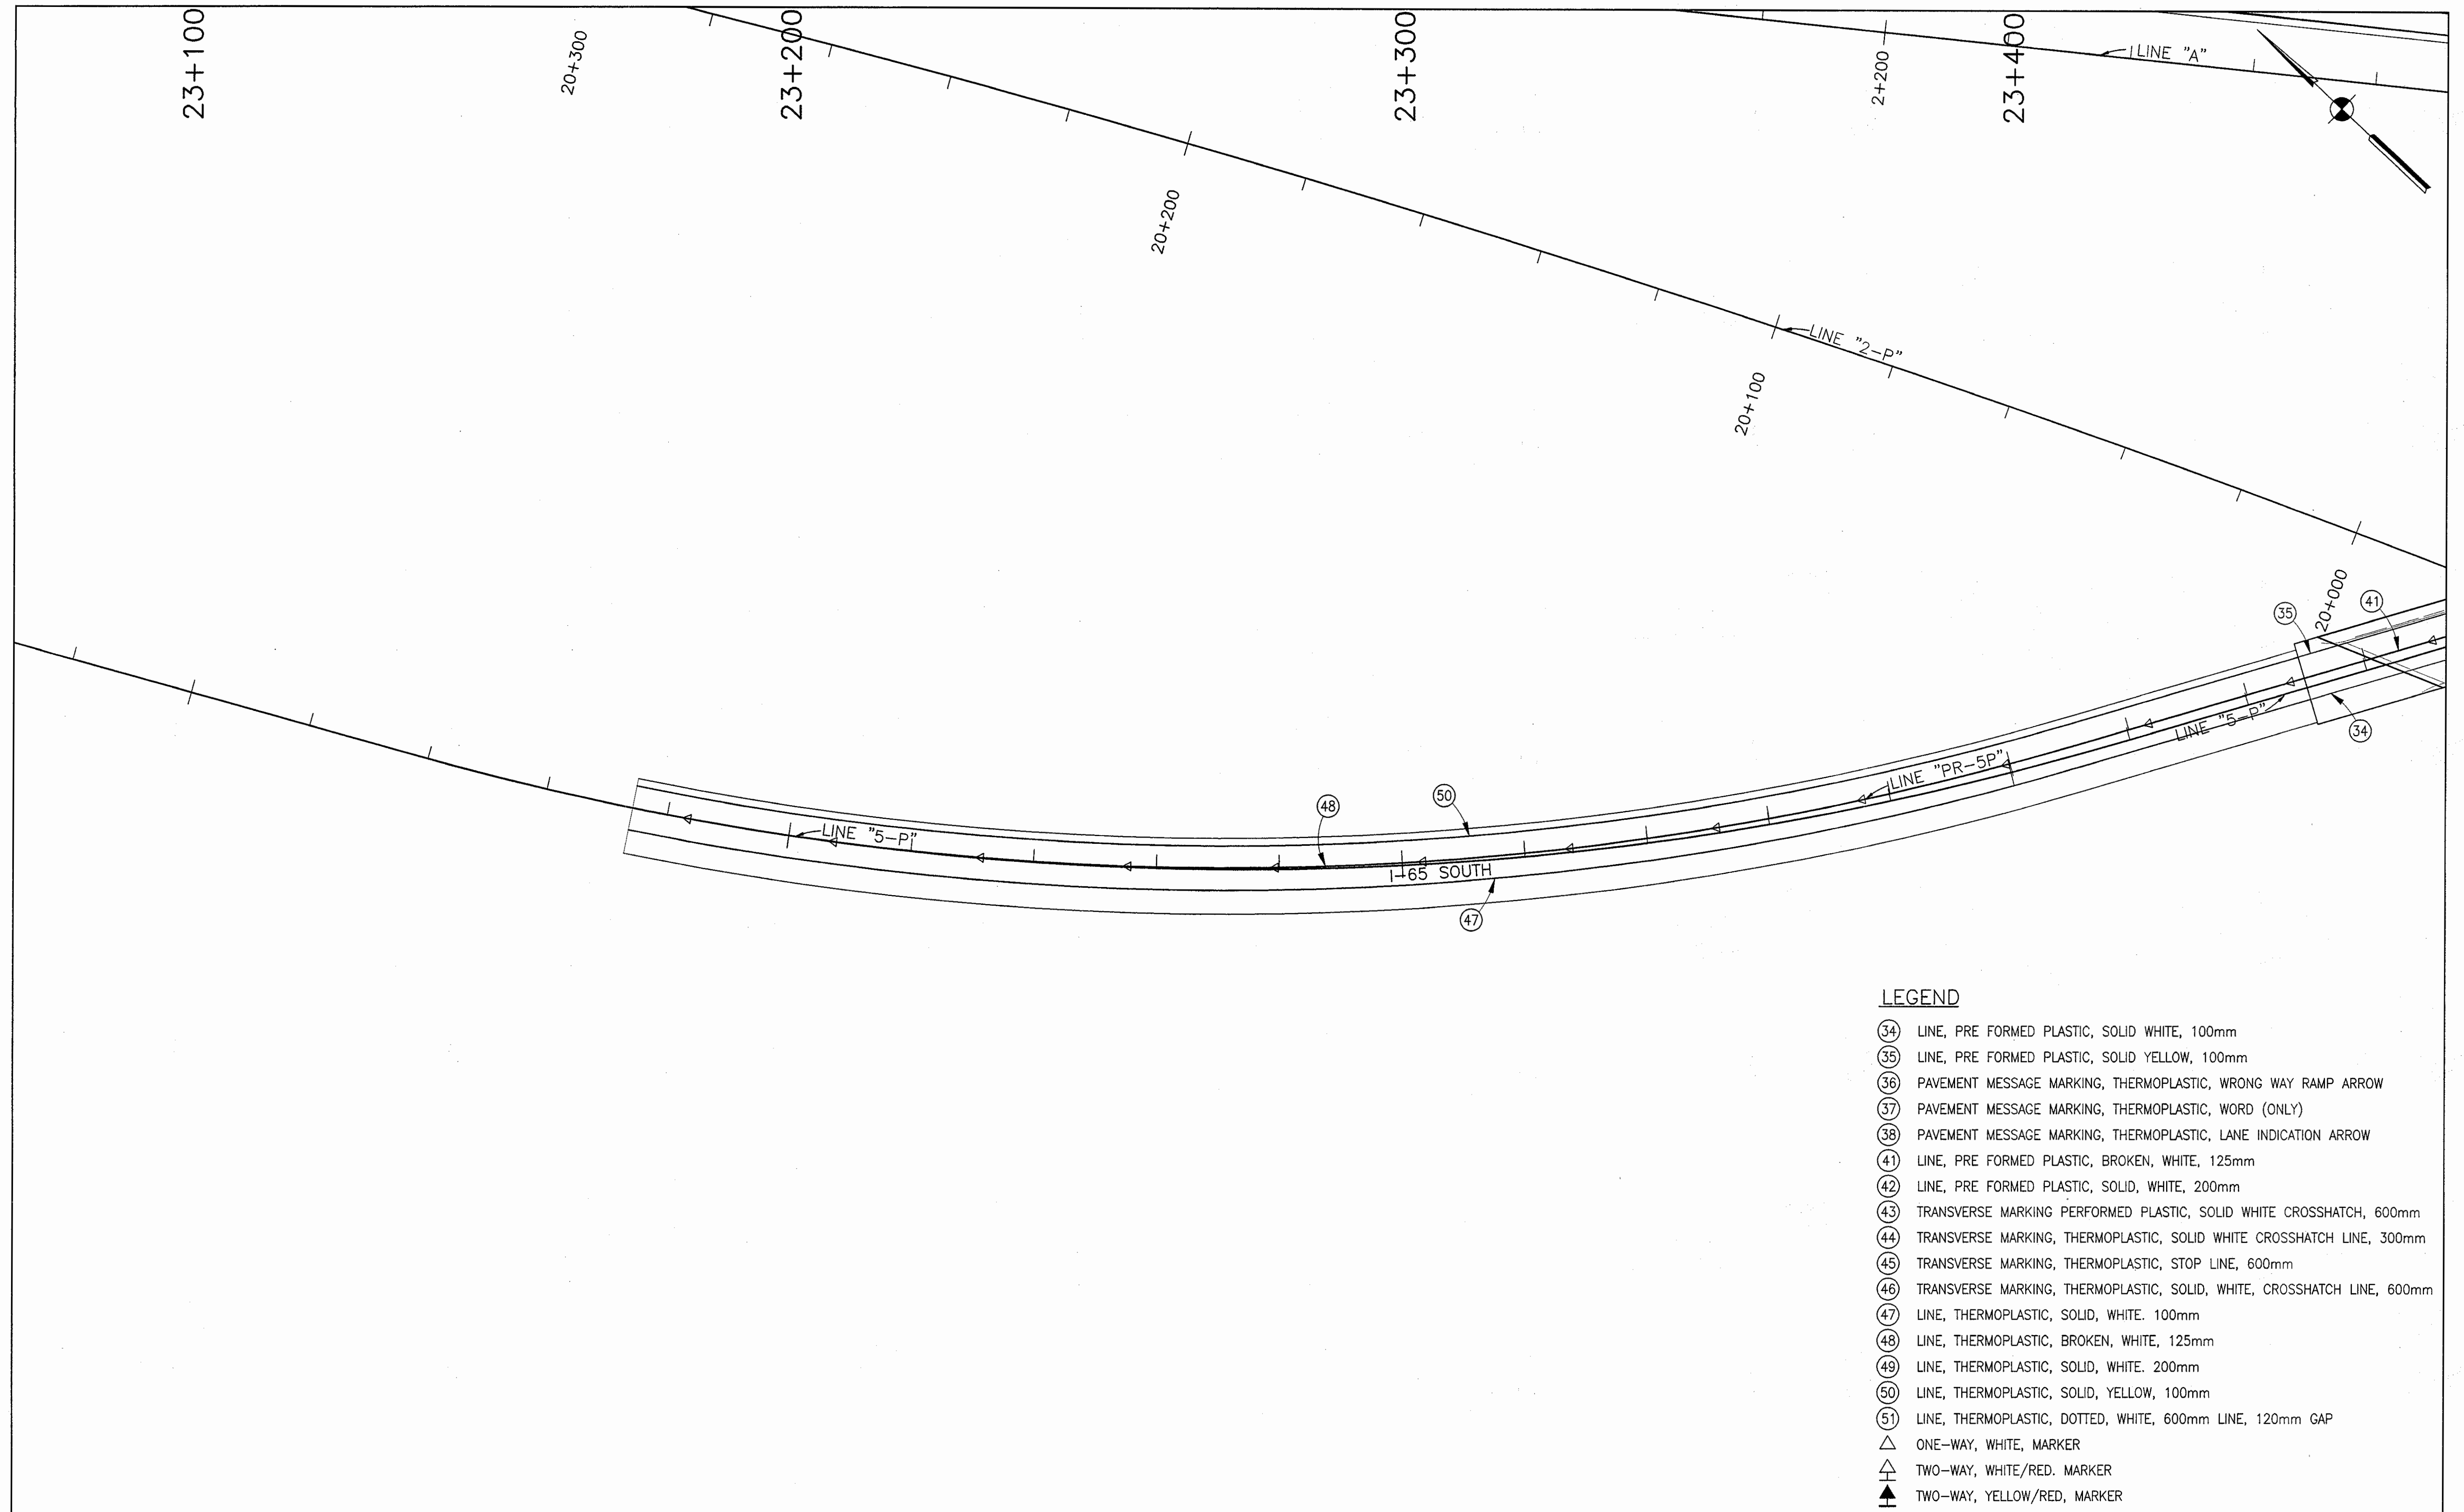 23+100
20+300
23+200
23+300
2+200
23+400
LINE "A"
20+200
LINE "2-P"
20+100
20+000
35
41
34
LINE "5-P"
LINE "PR-5P"
50
48
LINE "5-P"
I-65 SOUTH
47
LEGEND
34 LINE, PRE FORMED PLASTIC, SOLID WHITE, 100mm
35 LINE, PRE FORMED PLASTIC, SOLID YELLOW, 100mm
36 PAVEMENT MESSAGE MARKING, THERMOPLASTIC, WRONG WAY RAMP ARROW
37 PAVEMENT MESSAGE MARKING, THERMOPLASTIC, WORD (ONLY)
38 PAVEMENT MESSAGE MARKING, THERMOPLASTIC, LANE INDICATION ARROW
41 LINE, PRE FORMED PLASTIC, BROKEN, WHITE, 125mm
42 LINE, PRE FORMED PLASTIC, SOLID, WHITE, 200mm
43 TRANSVERSE MARKING PERFORMED PLASTIC, SOLID WHITE CROSSHATCH, 600mm
44 TRANSVERSE MARKING, THERMOPLASTIC, SOLID WHITE CROSSHATCH LINE, 300mm
45 TRANSVERSE MARKING, THERMOPLASTIC, STOP LINE, 600mm
46 TRANSVERSE MARKING, THERMOPLASTIC, SOLID, WHITE, CROSSHATCH LINE, 600mm
47 LINE, THERMOPLASTIC, SOLID, WHITE. 100mm
48 LINE, THERMOPLASTIC, BROKEN, WHITE, 125mm
49 LINE, THERMOPLASTIC, SOLID, WHITE. 200mm
50 LINE, THERMOPLASTIC, SOLID, YELLOW, 100mm
51 LINE, THERMOPLASTIC, DOTTED, WHITE, 600mm LINE, 120mm GAP
ONE-WAY, WHITE, MARKER
TWO-WAY, WHITE/RED. MARKER
TWO-WAY, YELLOW/RED, MARKER